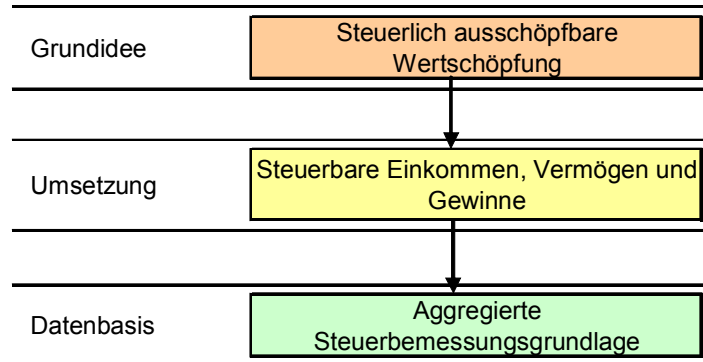 Grundidee
Steuerlich ausschöpfbare
Wertschöpfung
Umsetzung
Steuerbare Einkommen, Vermögen und
Gewinne
Datenbasis
Aggregierte
Steuerbemessungsgrundlage